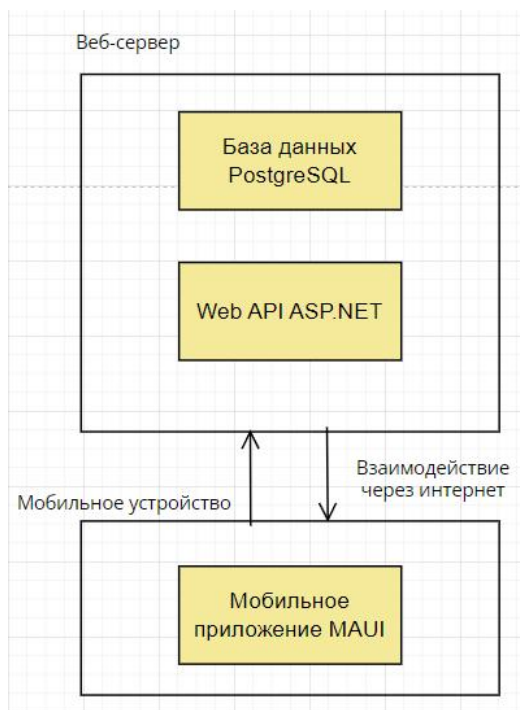 Веб-сервер
База данных
PostgreSQL
Web API ASP.NET
Взаимодействие
через интернет
Мобильное устройство
Мобильное
приложение MAUI